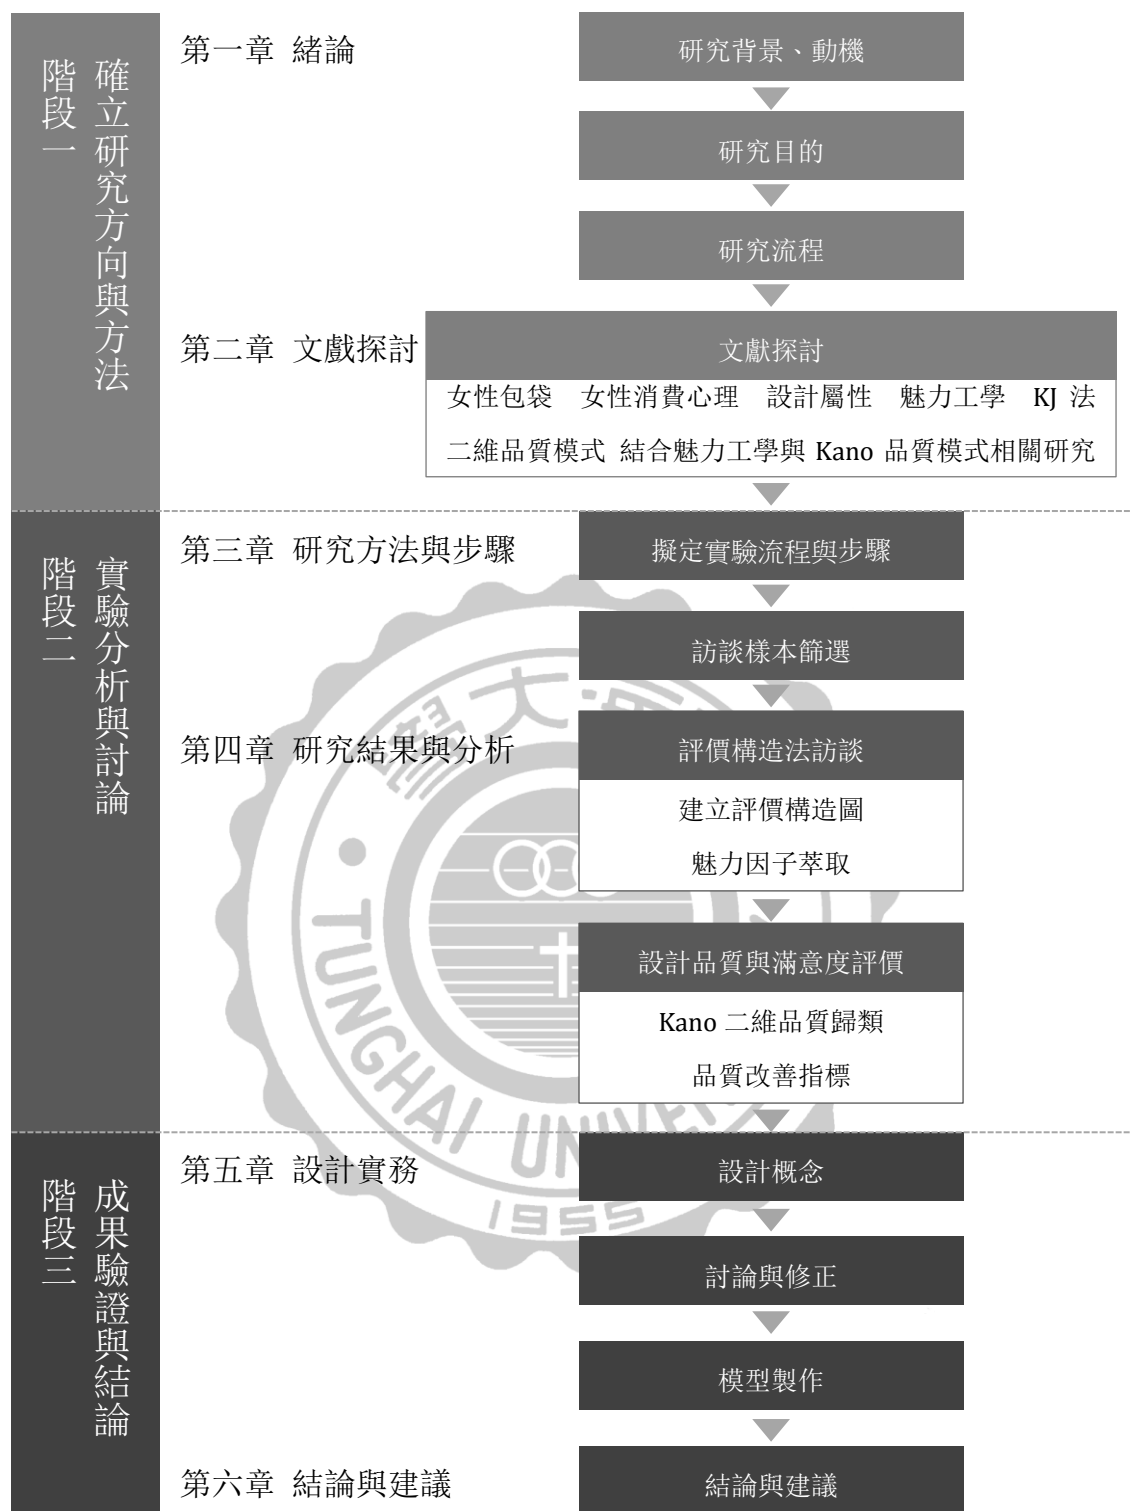 階段一
確立研究方向與方法
第一章 緒論
研究背景、動機
研究目的
研究流程
第二章 文戲探討
文獻探討
女性包袋 女性消費心理 設計屬性 魅力工學 KJ 法
二維品質模式 結合魅力工學與 Kano 品質模式相關研究
階段二
實驗分析與討論
第三章 研究方法與步驟
擬定實驗流程與步驟
訪談樣本篩選
第四章 研究結果與分析
評價構造法訪談
建立評價構造圖
魅力因子萃取
設計品質與滿意度評價
Kano 二維品質歸類
品質改善指標
階段三
成果驗證與結論
第五章 設計實務
設計概念
討論與修正
模型製作
第六章 結論與建議
結論與建議
學大
TUNGHAI UNIVE
1955